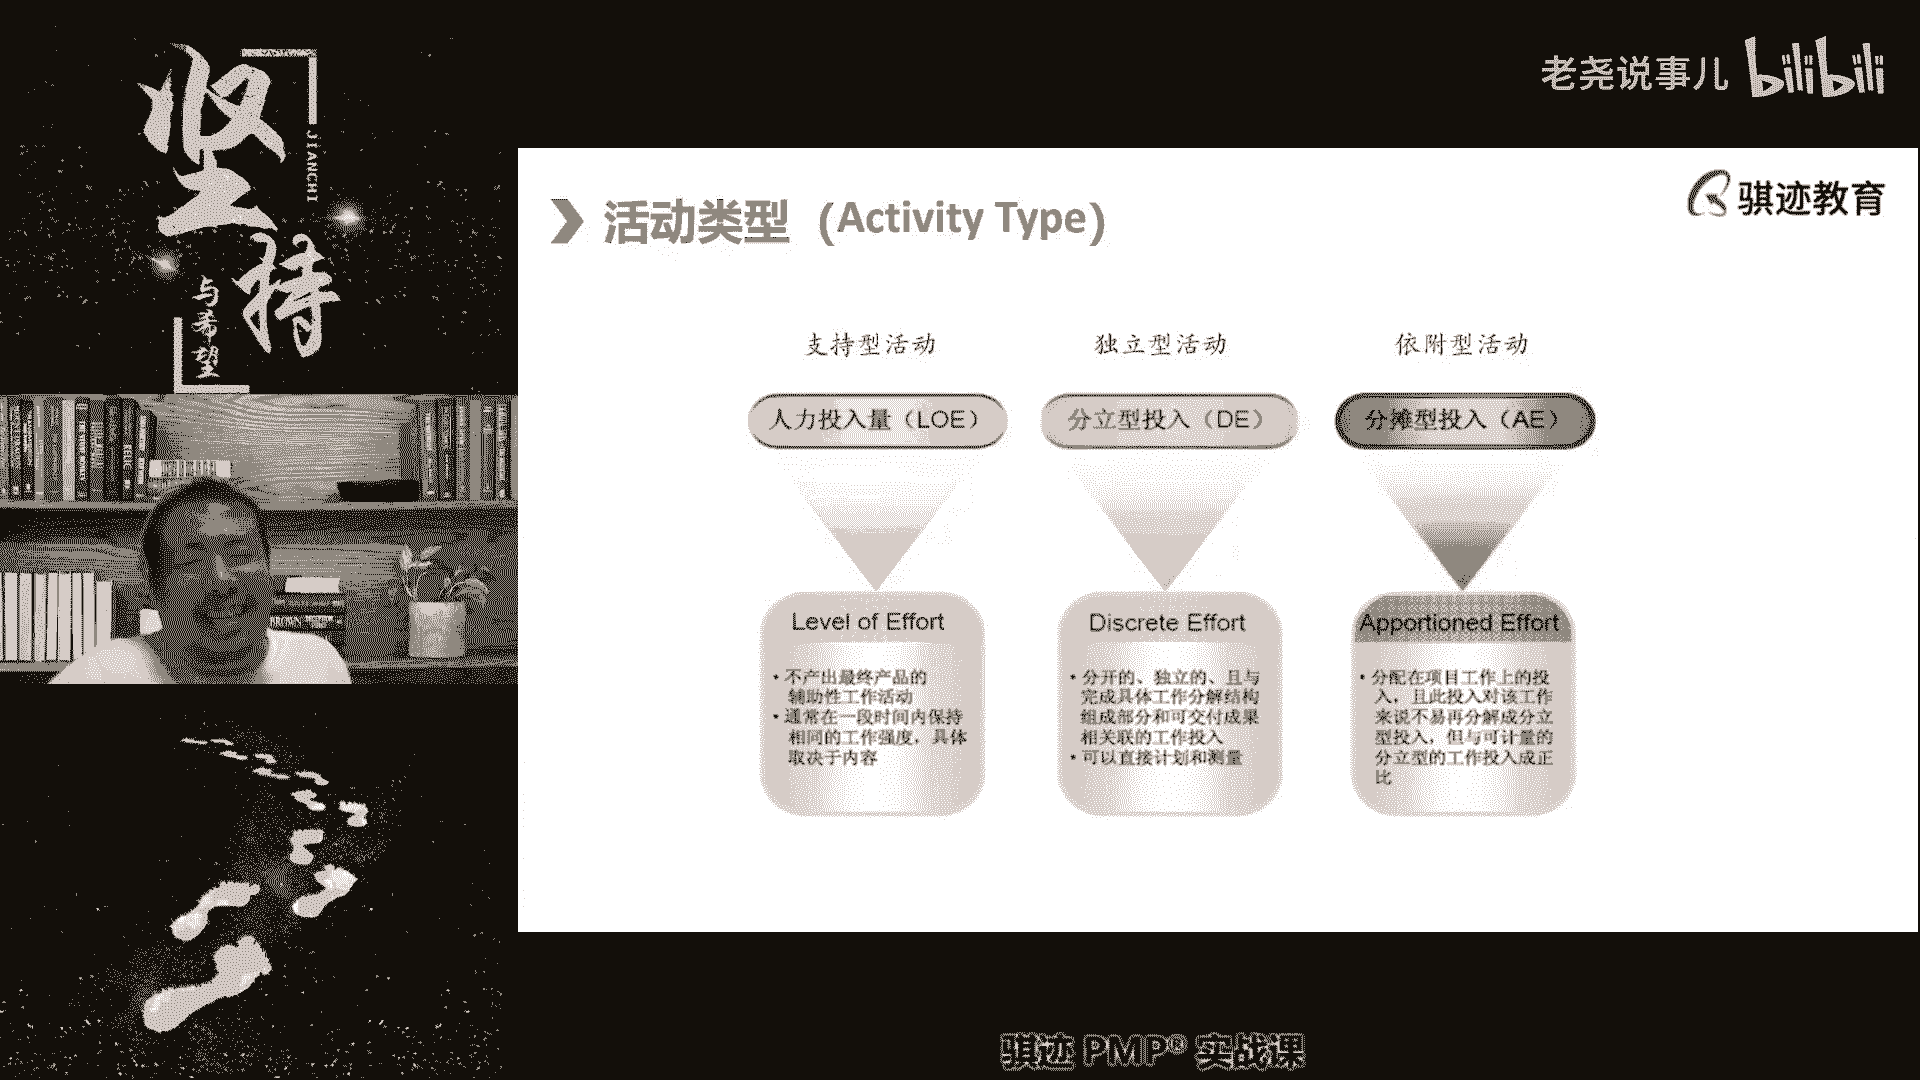 坚持
JIANCHI
与希望
老尧说事儿 bilibili
骐迹教育
活动类型（Activity Type）
支持型活动
人力投入量（LOE）
Level of Effort
• 不产出最终产品的
辅助性工作活动
• 通常在一段时间内保持
相同的工作强度，具体
取决于内容
独立型活动
分立型投入（DE）
Discrete Effort
• 分开的、独立的、且与
完成具体工作分解结构
组成部分和可交付成果
相关联的工作投入
• 可以直接计划和测量
依附型活动
分摊型投入（AE）
Apportioned Effort
• 分配在项目工作上的投
入，且此投入对该工作
来说不易再分解成分立
型投入，但与可计量的
分立型的工作投入成正
比
BROWN
骐迹 PMP® 实战课